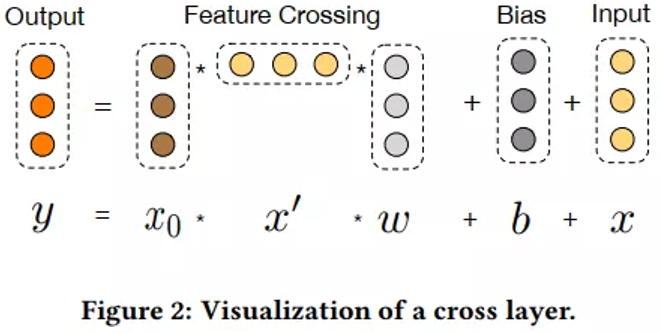 Output Feature Crossing Bias Input
* *
= + +
y = x₀ * x′ * w + b + x
Figure 2: Visualization of a cross layer.